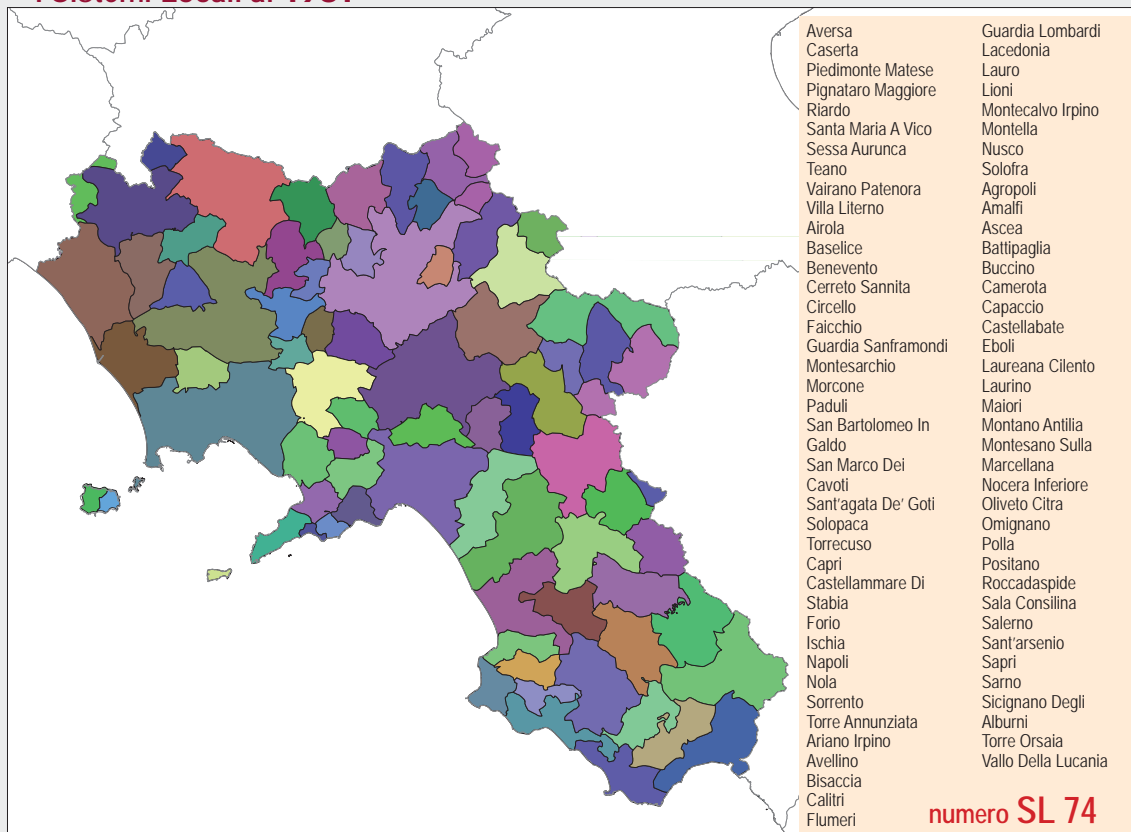 Aversa
Caserta
Piedimonte Matese
Pignataro Maggiore
Riardo
Santa Maria A Vico
Sessa Aurunca
Teano
Vairano Patenora
Villa Literno
Airola
Baselice
Benevento
Cerreto Sannita
Circello
Faicchio
Guardia Sanframondi
Montesarchio
Morcone
Paduli
San Bartolomeo In
Galdo
San Marco Dei
Cavoti
Sant'agata De' Goti
Solopaca
Torrecuso
Capri
Castellammare Di
Stabia
Forio
Ischia
Napoli
Nola
Sorrento
Torre Annunziata
Ariano Irpino
Avellino
Bisaccia
Calitri
Flumeri
Guardia Lombardi
Lacedonia
Lauro
Lioni
Montecalvo Irpino
Montella
Nusco
Solofra
Agropoli
Amalfi
Ascea
Battipaglia
Buccino
Camerota
Capaccio
Castellabate
Eboli
Laureana Cilento
Laurino
Maiori
Montano Antilia
Montesano Sulla
Marcellana
Nocera Inferiore
Oliveto Citra
Omignano
Polla
Positano
Roccadaspide
Sala Consilina
Salerno
Sant'arsenio
Sapri
Sarno
Sicignano Degli
Alburni
Torre Orsaia
Vallo Della Lucania
numero SL 74